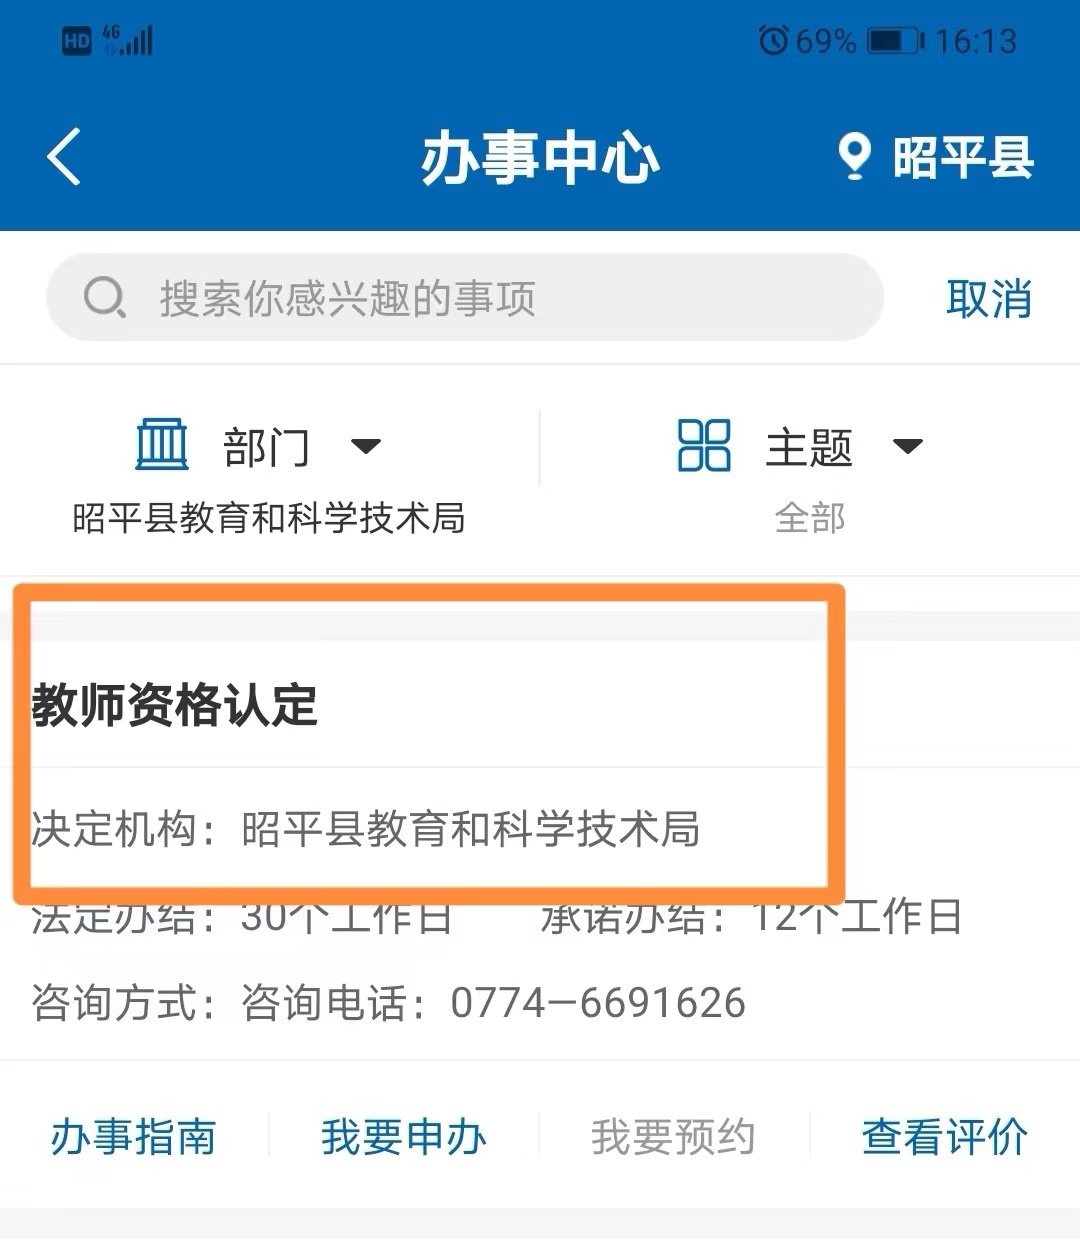 HD 4G 69% 16:13
办事中心 昭平县
搜索你感兴趣的事项 取消
部门 主题
昭平县教育和科学技术局 全部
教师资格认定
决定机构：昭平县教育和科学技术局
法定办结：30个工作日 承诺办结：12个工作日
咨询方式：咨询电话：0774—6691626
办事指南 我要申办 我要预约 查看评价